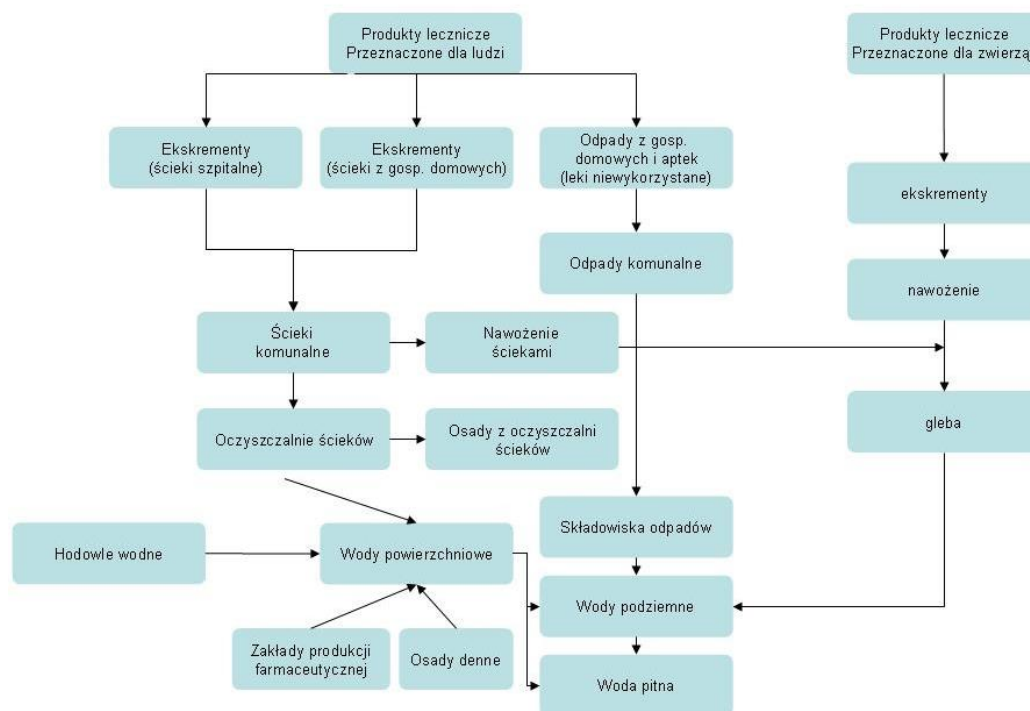 Produkty lecznicze
Przeznaczone dla ludzi
Produkty lecznicze
Przeznaczone dla zwierzą
Ekskrementy
(ścieki szpitalne)
Ekskrementy
(ścieki z gosp. domowych)
Odpady z gosp.
domowych i aptek
(leki niewykorzystane)
ekskrementy
Odpady komunalne
nawożenie
Ścieki
komunalne
Nawożenie
ściekami
gleba
Oczyszczalnie ścieków
Osady z oczyszczalni
ścieków
Składowiska odpadów
Hodowle wodne
Wody powierzchniowe
Wody podziemne
Zakłady produkcji
farmaceutycznej
Osady denne
Woda pitna